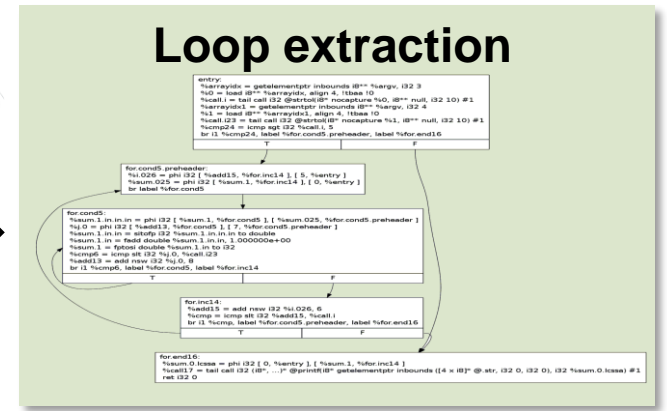 Loop extraction
entry:
%arrayidx = getelementptr inbounds i8** %argv, i32 3
%0 = load i8** %arrayidx, align 4, !tbaa !0
%call.i = tail call i32 @strtol(i8* nocapture %0, i8** null, i32 10) #1
%arrayidx1 = getelementptr inbounds i8** %argv, i32 4
%1 = load i8** %arrayidx1, align 4, !tbaa !0
%call.i23 = tail call i32 @strtol(i8* nocapture %1, i8** null, i32 10) #1
%cmp24 = icmp sgt i32 %call.i, 5
br i1 %cmp24, label %for.cond5.preheader, label %for.end16
T F
for.cond5.preheader:
%i.026 = phi i32 [ %add15, %for.inc14 ], [ 5, %entry ]
%sum.025 = phi i32 [ %sum.1, %for.inc14 ], [ 0, %entry ]
br label %for.cond5
for.cond5:
%sum.1.in.in.in = phi i32 [ %sum.1, %for.cond5 ], [ %sum.025, %for.cond5.preheader ]
%j.0 = phi i32 [ %add13, %for.cond5 ], [ 7, %for.cond5.preheader ]
%sum.1.in.in = sitofp i32 %sum.1.in.in.in to double
%sum.1.in = fadd double %sum.1.in.in, 1.000000e+00
%sum.1 = fptosi double %sum.1.in to i32
%cmp6 = icmp slt i32 %j.0, %call.i23
%add13 = add nsw i32 %j.0, 8
br i1 %cmp6, label %for.cond5, label %for.inc14
T F
for.inc14:
%add15 = add nsw i32 %i.026, 6
%cmp = icmp slt i32 %add15, %call.i
br i1 %cmp, label %for.cond5.preheader, label %for.end16
T F
for.end16:
%sum.0.lcssa = phi i32 [ 0, %entry ], [ %sum.1, %for.inc14 ]
%call17 = tail call i32 (i8*, ...)* @printf(i8* getelementptr inbounds ([4 x i8]* @.str, i32 0, i32 0), i32 %sum.0.lcssa) #1
ret i32 0